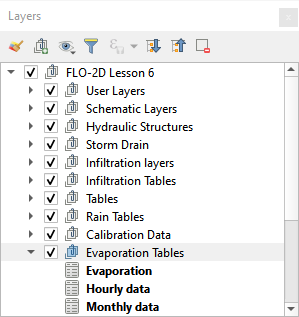 Layers
FLO-2D Lesson 6
User Layers
Schematic Layers
Hydraulic Structures
Storm Drain
Infiltration layers
Infiltration Tables
Tables
Rain Tables
Calibration Data
Evaporation Tables
Evaporation
Hourly data
Monthly data